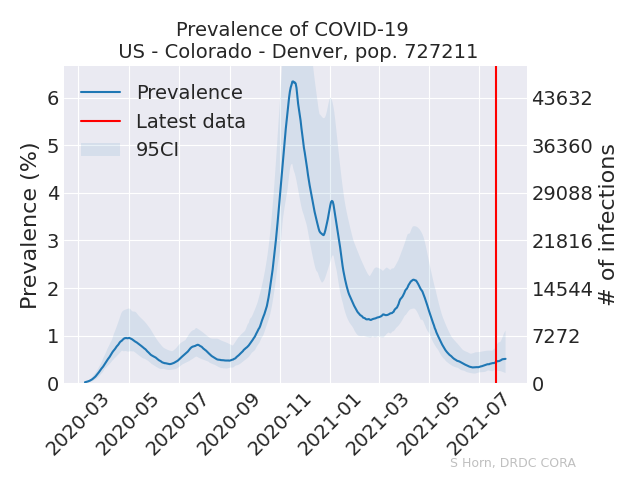 Prevalence of COVID-19
US - Colorado - Denver, pop. 727211
Prevalence
Latest data
95CI
Prevalence (%)
6
5
4
3
2
1
0
43632
36360
29088
21816
14544
7272
0
# of infections
2020-03
2020-05
2020-07
2020-09
2020-11
2021-01
2021-03
2021-05
2021-07
S Horn, DRDC CORA